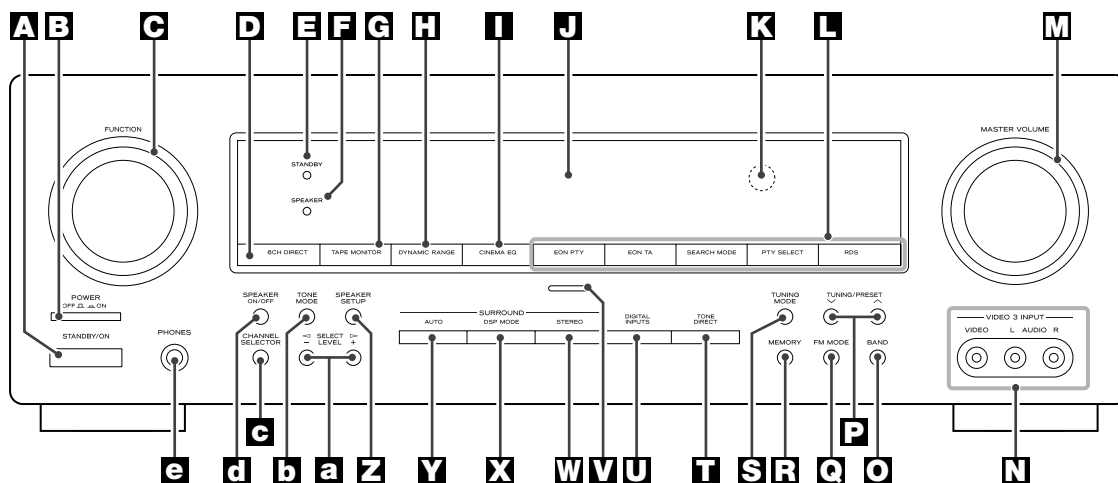 A B C D E F G H I J K L M
FUNCTION
MASTER VOLUME
STANDBY
SPEAKER
6CH DIRECT TAPE MONITOR DYNAMIC RANGE CINEMA EQ EON PTY EON TA SEARCH MODE PTY SELECT RDS
POWER
OFF ON
STANDBY/ON
PHONES
SPEAKER
ON/OFF
TONE
MODE
SPEAKER
SETUP
CHANNEL
SELECTOR
SELECT
– LEVEL +
SURROUND
AUTO DSP MODE STEREO
DIGITAL
INPUTS
TONE
DIRECT
TUNING
MODE
TUNING/PRESET
MEMORY FM MODE BAND
VIDEO 3 INPUT
VIDEO L AUDIO R
e d c b a Z Y X W V U T S R Q P O N